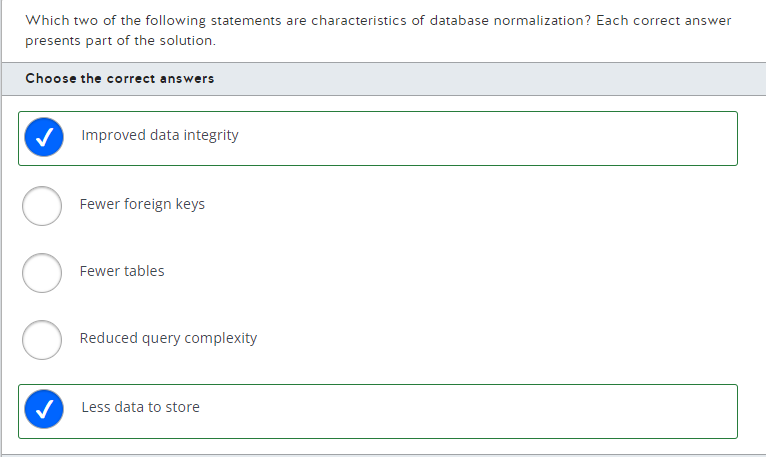 Which two of the following statements are characteristics of database normalization? Each correct answer
presents part of the solution.
Choose the correct answers
Improved data integrity
Fewer foreign keys
Fewer tables
Reduced query complexity
Less data to store